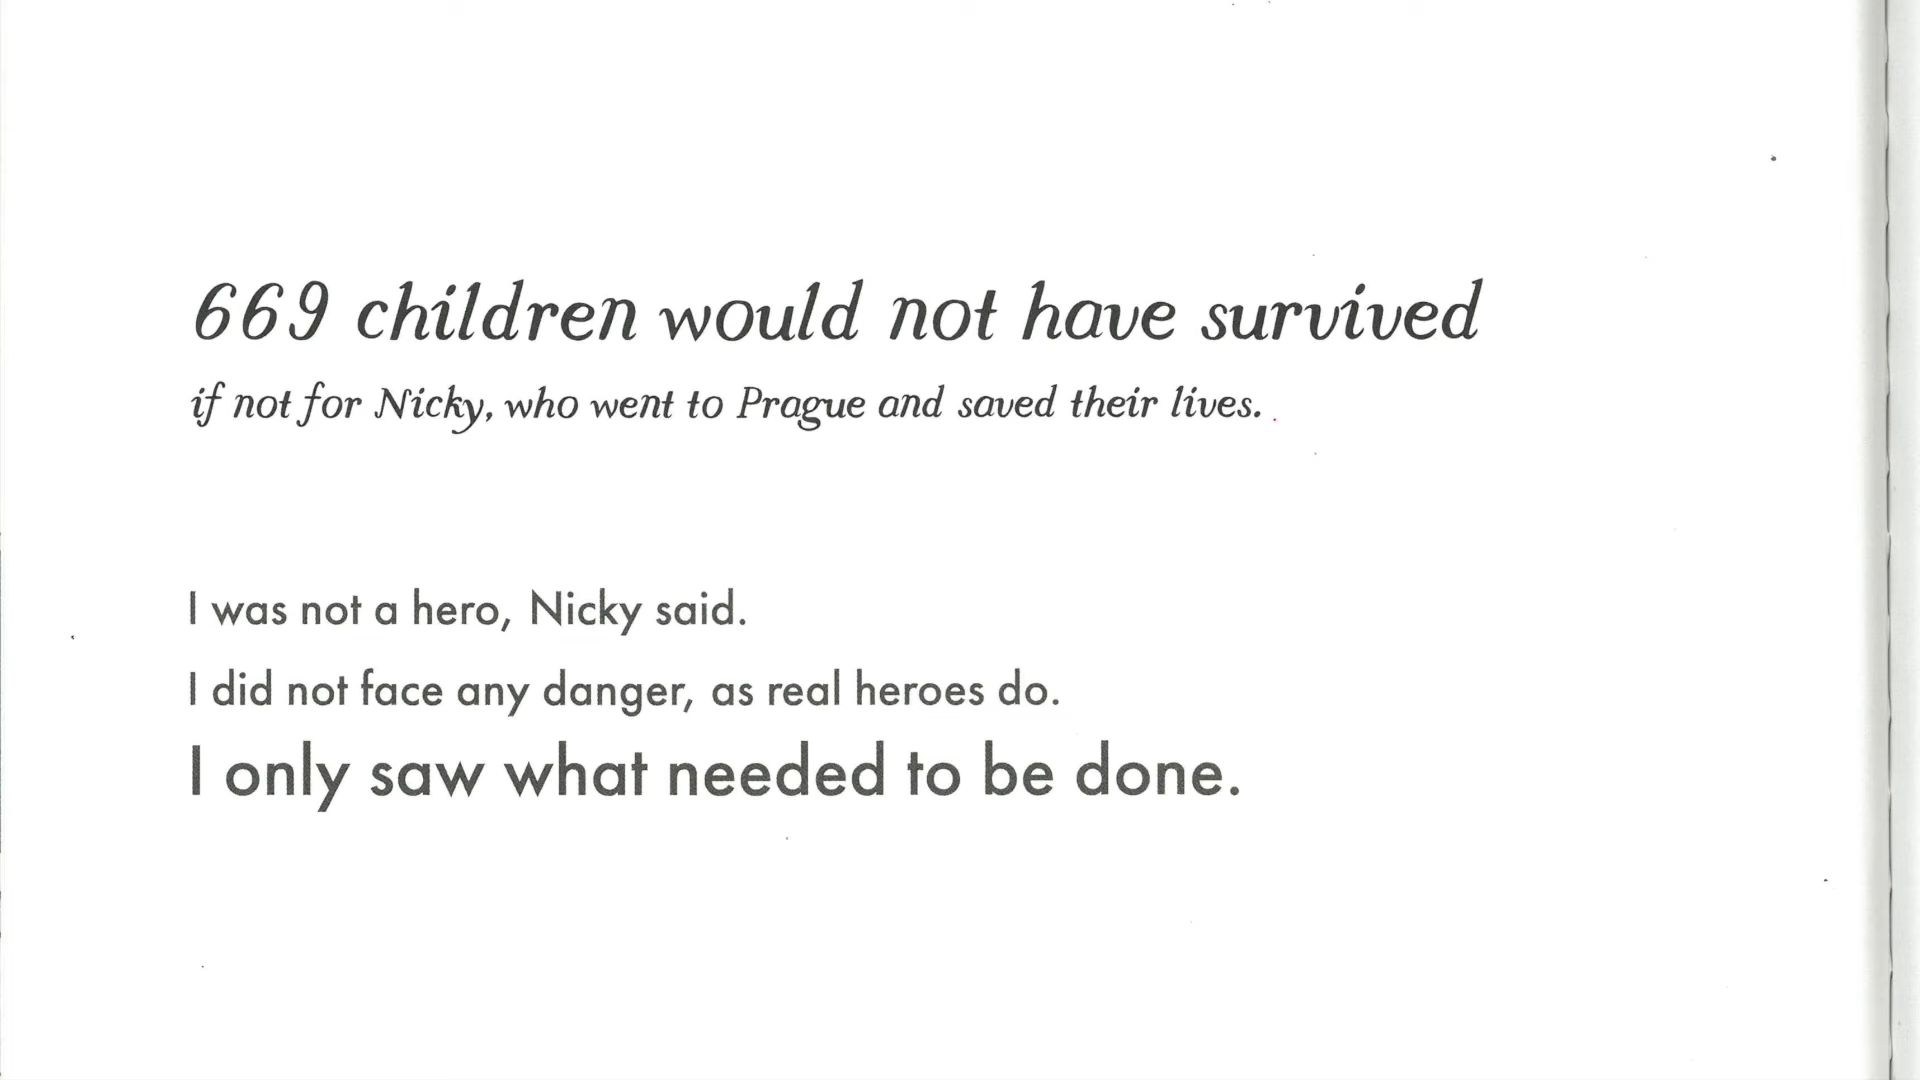 669 children would not have survived
if not for Nicky, who went to Prague and saved their lives.
I was not a hero, Nicky said.
I did not face any danger, as real heroes do.
I only saw what needed to be done.